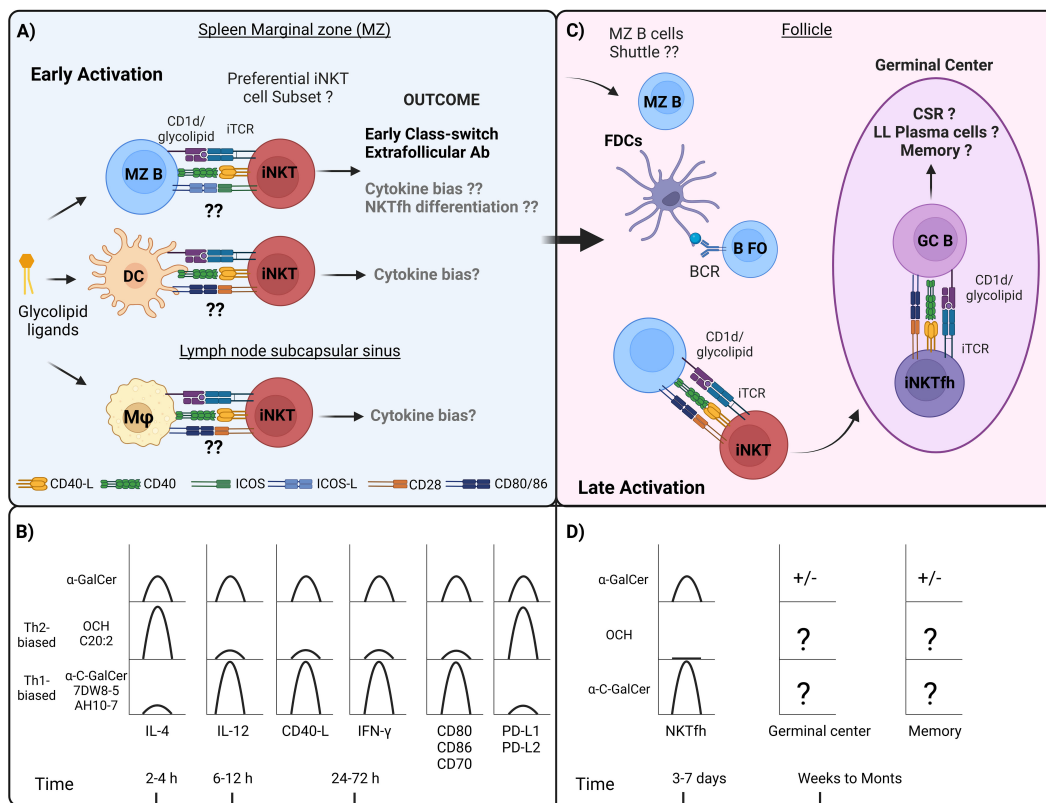 A)
Spleen Marginal zone (MZ)
Early Activation
Preferential iNKT
cell Subset ?
OUTCOME
CD1d/
glycolipid
iTCR
Early Class-switch
Extrafollicular Ab
MZ B
iNKT
??
Cytokine bias ??
NKTfh differentiation ??
DC
iNKT
??
Cytokine bias?
Glycolipid
ligands
Lymph node subcapsular sinus
Mφ
iNKT
??
Cytokine bias?
CD40-L
CD40
ICOS
ICOS-L
CD28
CD80/86
C)
Follicle
MZ B cells
Shuttle ??
MZ B
FDCs
B FO
BCR
Germinal Center
CSR ?
LL Plasma cells ?
Memory ?
GC B
CD1d/
glycolipid
iTCR
iNKTfh
CD1d/
glycolipid
iTCR
iNKT
Late Activation
B)
α-GalCer
Th2-
biased
OCH
C20:2
Th1-
biased
α-C-GalCer
7DW8-5
AH10-7
IL-4
IL-12
CD40-L
IFN-γ
CD80
CD86
CD70
PD-L1
PD-L2
Time
2-4 h
6-12 h
24-72 h
D)
α-GalCer
+/-
+/-
OCH
?
?
α-C-GalCer
?
?
NKTfh
Germinal center
Memory
Time
3-7 days
Weeks to Monts